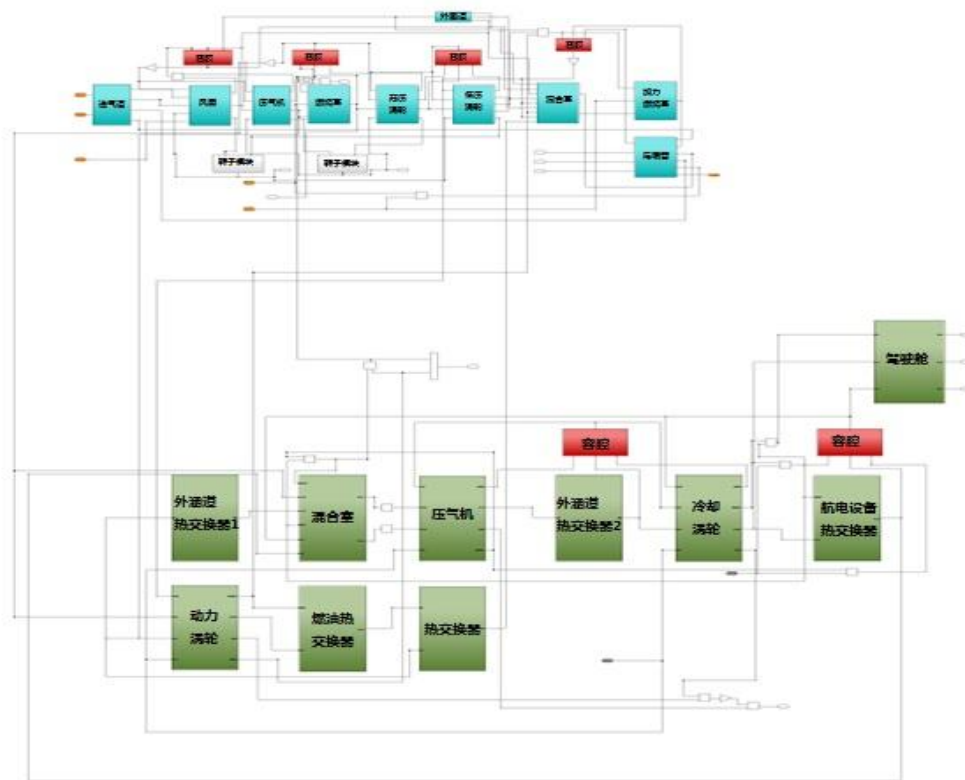 外涵道
容腔
容腔
容腔
容腔
进气道
风扇
压气机
燃烧室
高压
涡轮
低压
涡轮
混合室
加力
燃烧室
尾喷管
转子模块
转子模块
驾驶舱
容腔
容腔
外涵道
热交换器1
混合室
压气机
外涵道
热交换器2
冷却
涡轮
航电设备
热交换器
动力
涡轮
燃油热
交换器
热交换器